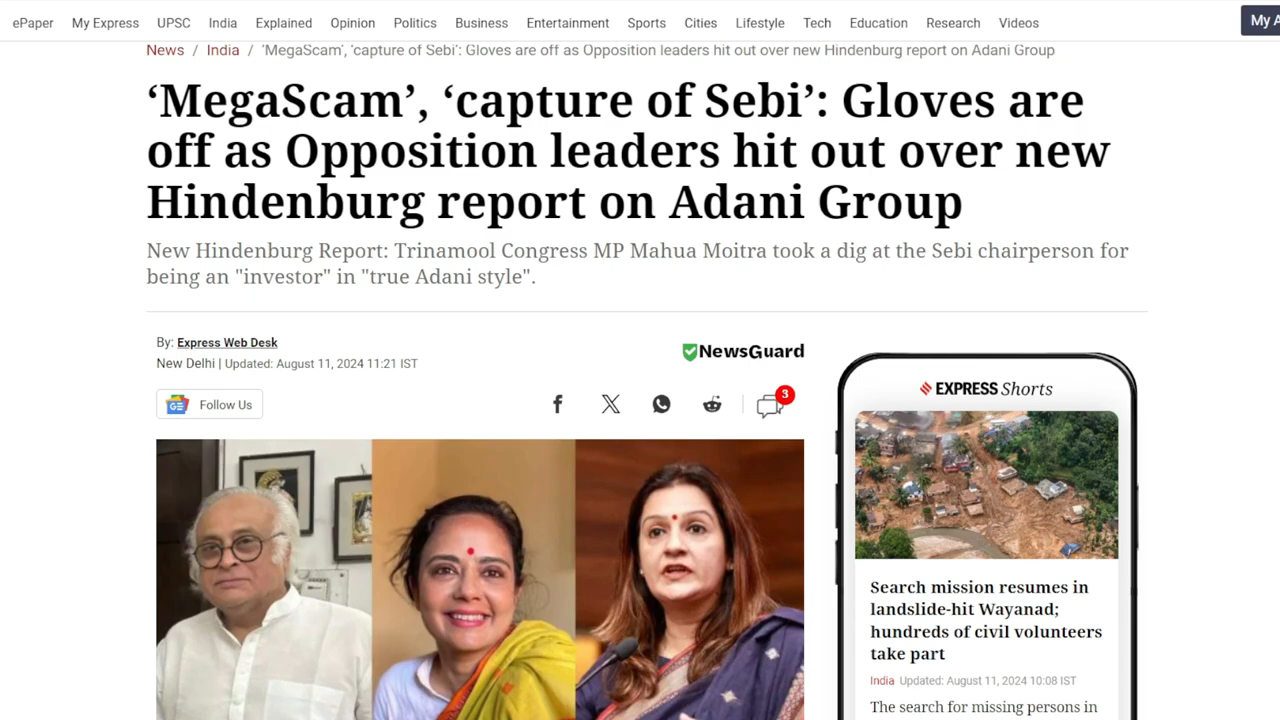 ePaper My Express UPSC India Explained Opinion Politics Business Entertainment Sports Cities Lifestyle Tech Education Research Videos
My A
News / India / ‘MegaScam’, ‘capture of Sebi’: Gloves are off as Opposition leaders hit out over new Hindenburg report on Adani Group
‘MegaScam’, ‘capture of Sebi’: Gloves are
off as Opposition leaders hit out over new
Hindenburg report on Adani Group
New Hindenburg Report: Trinamool Congress MP Mahua Moitra took a dig at the Sebi chairperson for
being an "investor" in "true Adani style".
By: Express Web Desk
New Delhi | Updated: August 11, 2024 11:21 IST
NewsGuard
GE Follow Us
3
EXPRESS Shorts
Search mission resumes in
landslide-hit Wayanad;
hundreds of civil volunteers
take part
India Updated: August 11, 2024 10:08 IST
The search for missing persons in